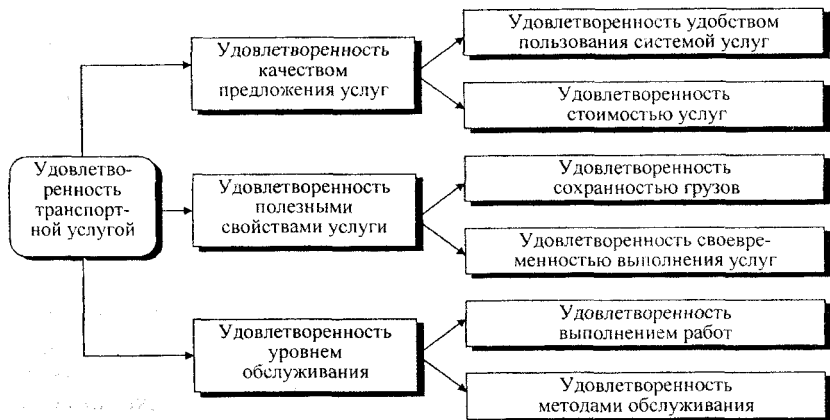 Удовлетво-
ренность
транспорт-
ной услугой
Удовлетворенность
качеством
предложения услуг
Удовлетворенность удобством
пользования системой услуг
Удовлетворенность
стоимостью услуг
Удовлетворенность
полезными
свойствами услуги
Удовлетворенность
сохранностью грузов
Удовлетворенность своевре-
менностью выполнения услуг
Удовлетворенность
уровнем
обслуживания
Удовлетворенность
выполнением работ
Удовлетворенность
методами обслуживания